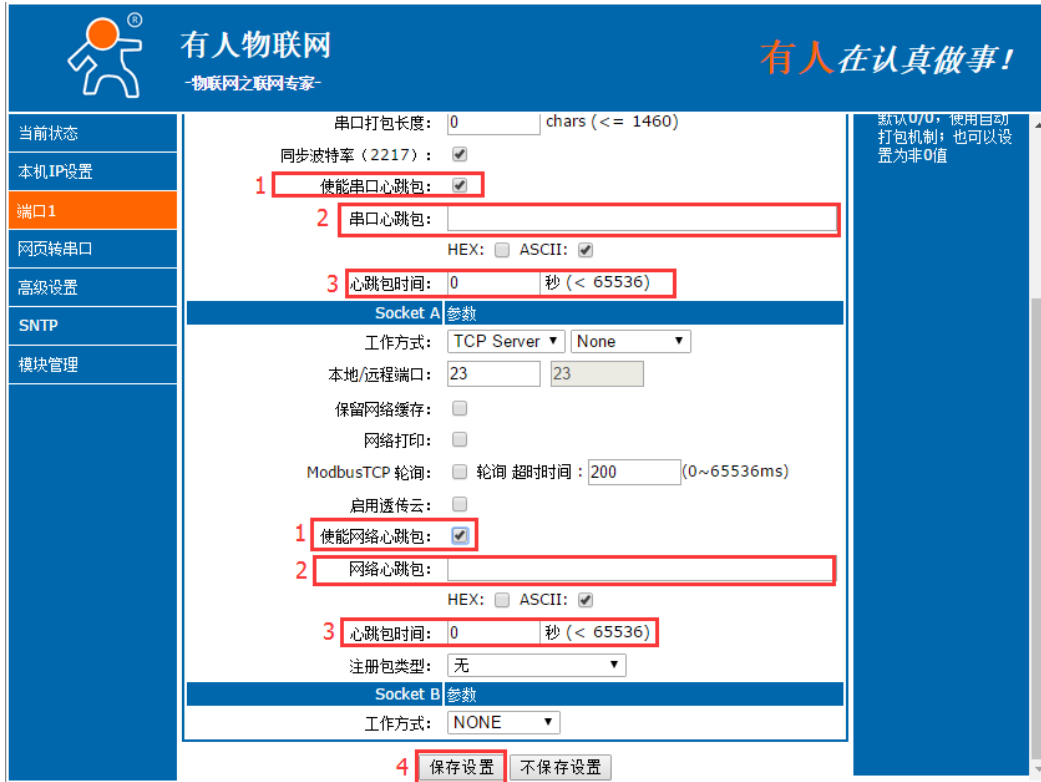 ®
有人物联网
-物联网之联网专家-
有人在认真做事!
当前状态
本机IP设置
端口1
网页转串口
高级设置
SNTP
模块管理
串口打包长度: 0 chars (<= 1460)
同步波特率（2217）: 
1 使能串口心跳包:
2 串口心跳包:
HEX: ASCII:
3 心跳包时间: 0 秒 (< 65536)
Socket A 参数
工作方式: TCP Server None
本地/远程端口: 23 23
保留网络缓存:
网络打印:
ModbusTCP 轮询: 轮询 超时时间 : 200 (0~65536ms)
启用透传云:
1 使能网络心跳包:
2 网络心跳包:
HEX: ASCII:
3 心跳包时间: 0 秒 (< 65536)
注册包类型: 无
Socket B 参数
工作方式: NONE
4 保存设置 不保存设置
默认0/0，使用自动
打包机制；也可以设
置为非0值